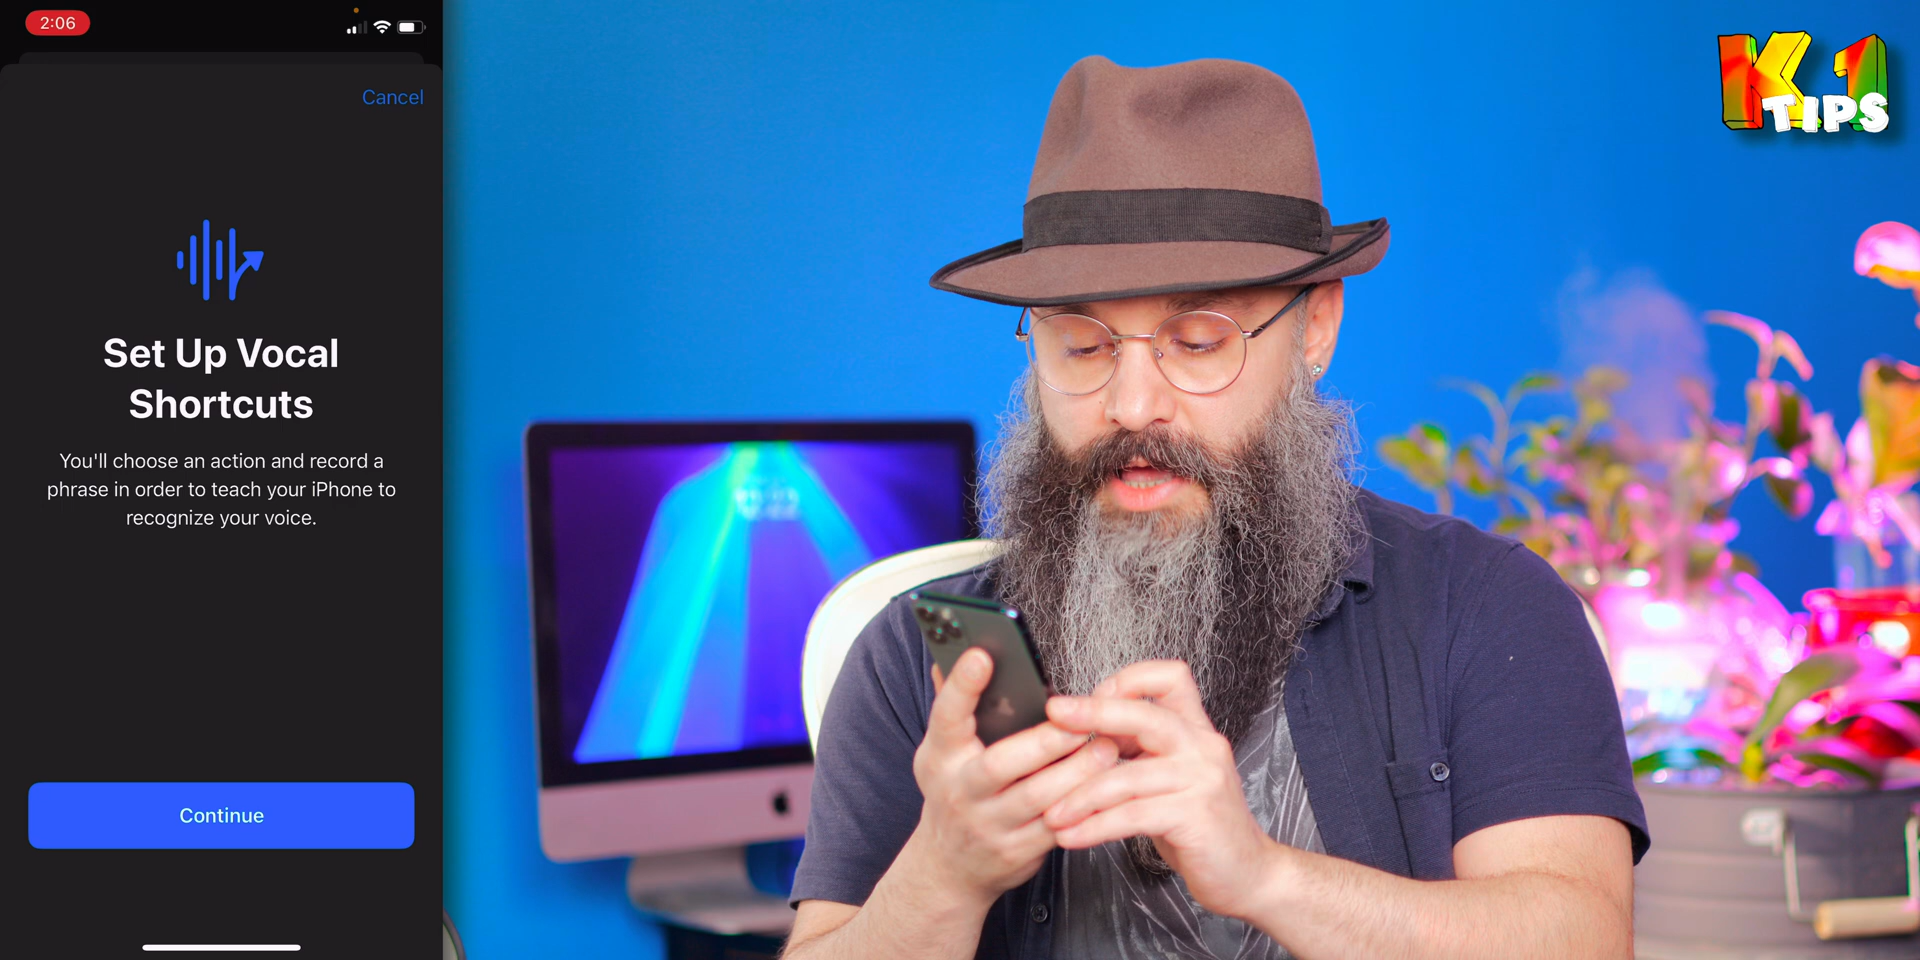 2:06
Cancel
Set Up Vocal
Shortcuts
You'll choose an action and record a
phrase in order to teach your iPhone to
recognize your voice.
Continue
K1
TIPS